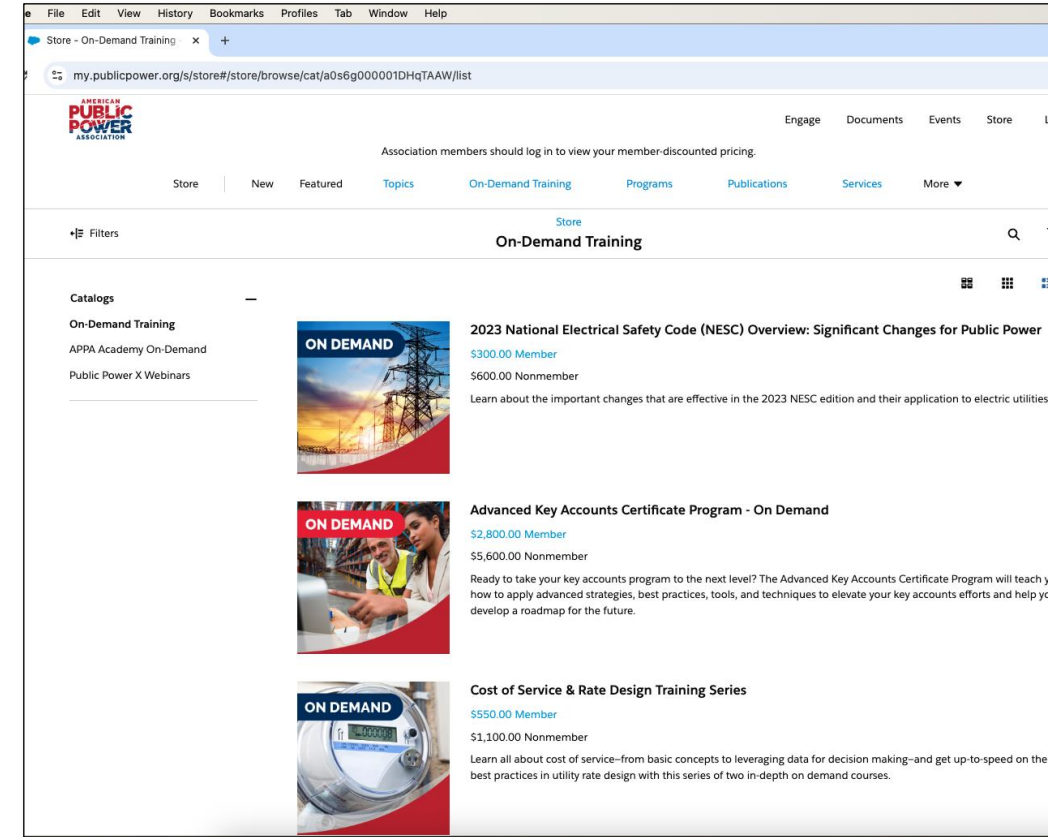 File Edit View History Bookmarks Profiles Tab Window Help
Store - On-Demand Training
my.publicpower.org/s/store#/store/browse/cat/a0s6g000001DHqTAAW/list
AMERICAN
PUBLIC
POWER
ASSOCIATION
Engage Documents Events Store
Association members should log in to view your member-discounted pricing.
Store New Featured Topics On-Demand Training Programs Publications Services More
Filters
Store
On-Demand Training
Catalogs
On-Demand Training
APPA Academy On-Demand
Public Power X Webinars
ON DEMAND
2023 National Electrical Safety Code (NESC) Overview: Significant Changes for Public Power
$300.00 Member
$600.00 Nonmember
Learn about the important changes that are effective in the 2023 NESC edition and their application to electric utilities
ON DEMAND
Advanced Key Accounts Certificate Program - On Demand
$2,800.00 Member
$5,600.00 Nonmember
Ready to take your key accounts program to the next level? The Advanced Key Accounts Certificate Program will teach
how to apply advanced strategies, best practices, tools, and techniques to elevate your key accounts efforts and help
develop a roadmap for the future.
ON DEMAND
Cost of Service & Rate Design Training Series
$550.00 Member
$1,100.00 Nonmember
Learn all about cost of service–from basic concepts to leveraging data for decision making–and get up-to-speed on the
best practices in utility rate design with this series of two in-depth on demand courses.